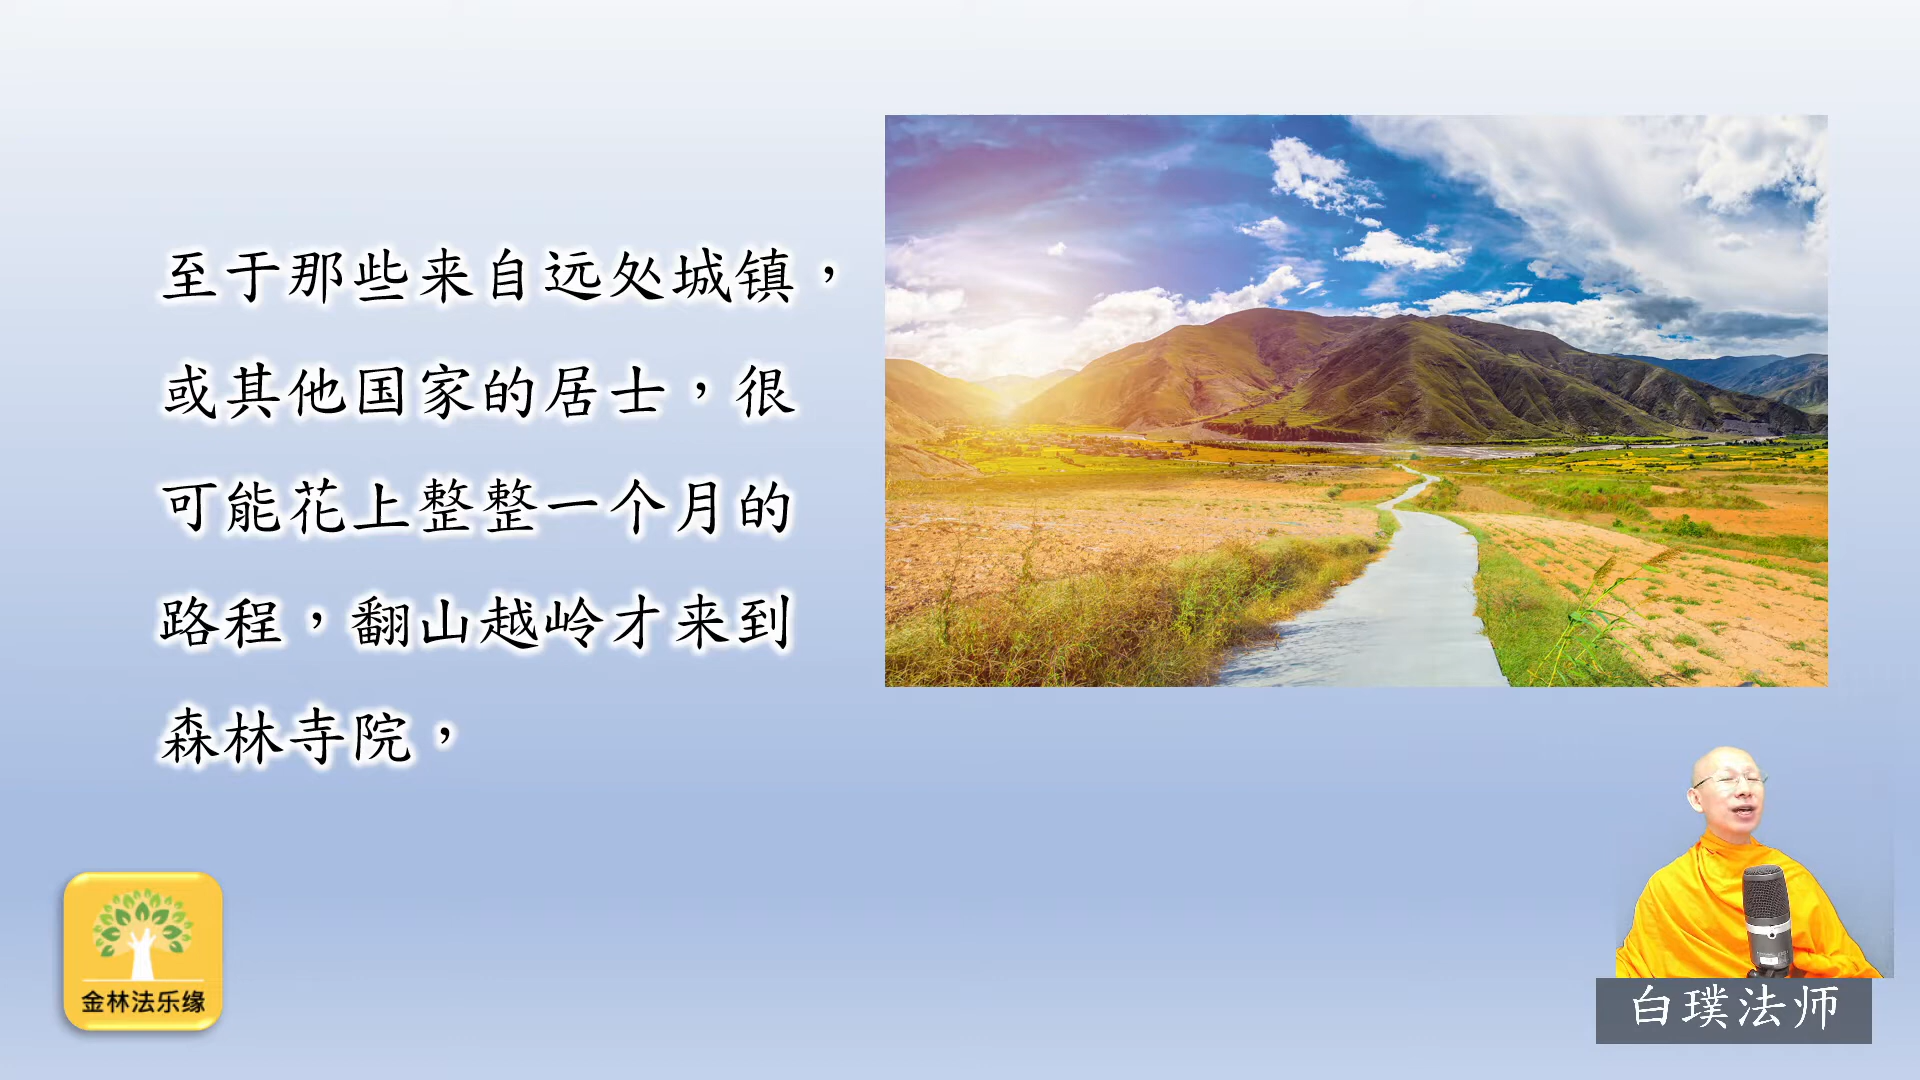 至于那些来自远处城镇，
或其他国家的居士，很
可能花上整整一个月的
路程，翻山越岭才来到
森林寺院，
金林法乐缘
白璞法师